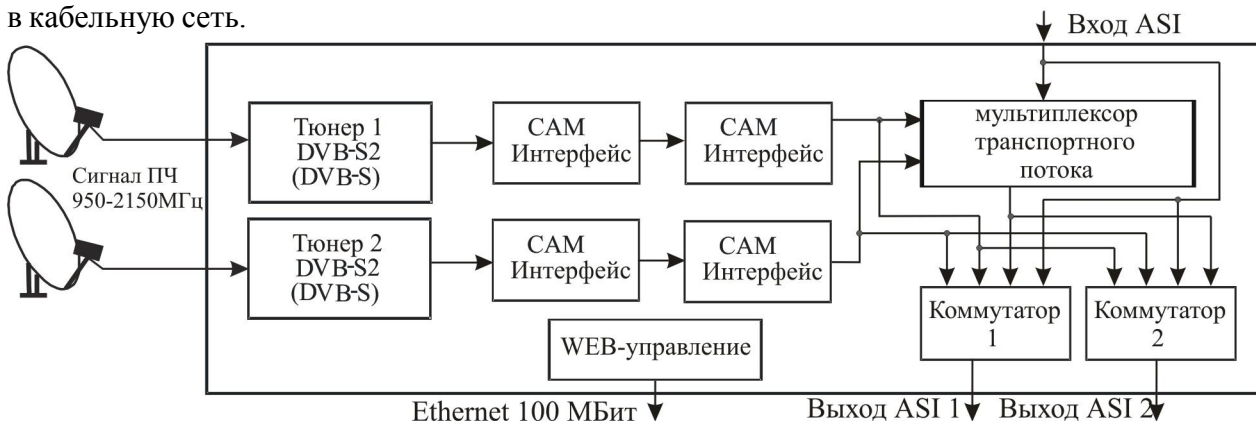 в кабельную сеть.
Вход ASI
Тюнер 1
DVB-S2
(DVB-S)
CAM
Интерфейс
CAM
Интерфейс
мультиплексор
транспортного
потока
Сигнал ПЧ
950-2150МГц
Тюнер 2
DVB-S2
(DVB-S)
CAM
Интерфейс
CAM
Интерфейс
Коммутатор
1
Коммутатор
2
WEB-управление
Ethernet 100 МБит
Выход ASI 1
Выход ASI 2